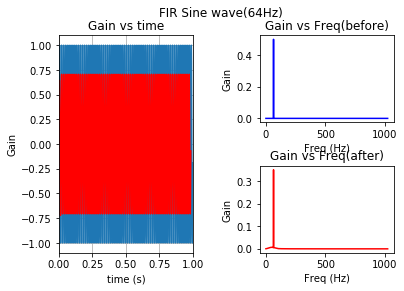 FIR Sine wave(64Hz)
Gain vs time
Gain
1.00
0.75
0.50
0.25
0.00
−0.25
−0.50
−0.75
−1.00
0.00 0.25 0.50 0.75 1.00
time (s)
Gain vs Freq(before)
Gain
0.4
0.2
0.0
0 500 1000
Freq (Hz)
Gain vs Freq(after)
Gain
0.3
0.2
0.1
0.0
0 500 1000
Freq (Hz)